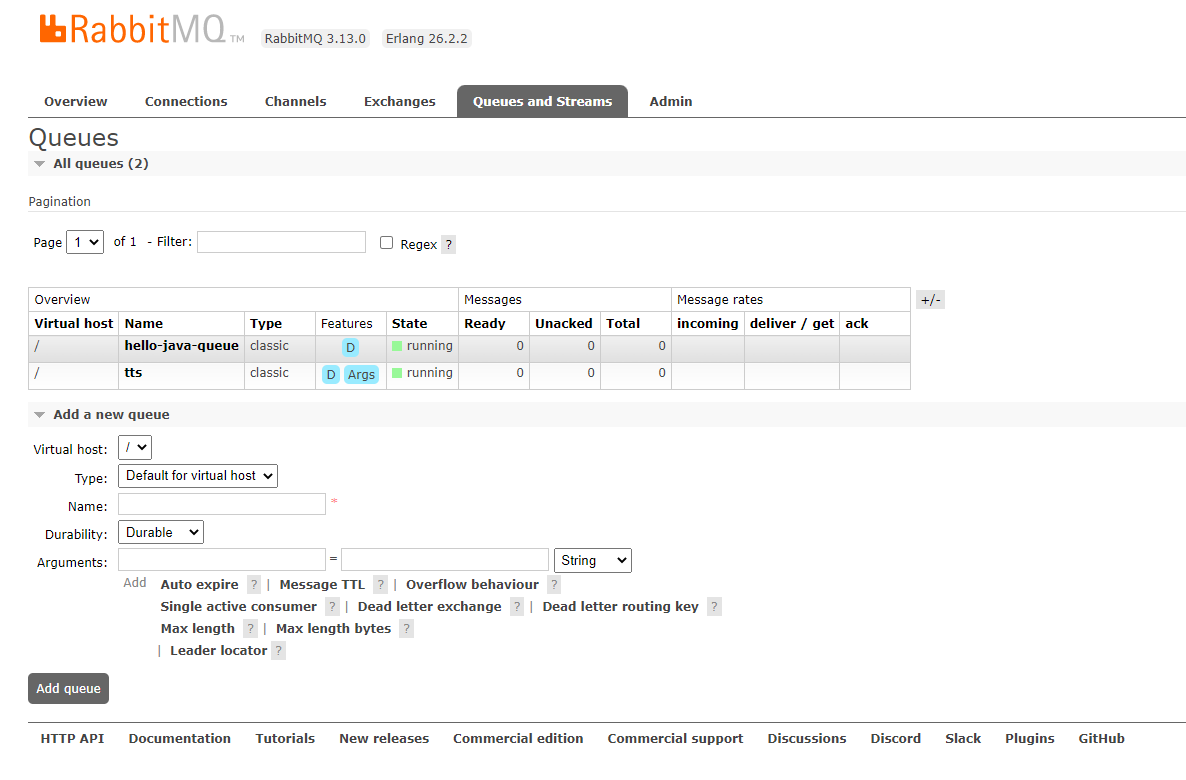 RabbitMQ TM RabbitMQ 3.13.0 Erlang 26.2.2
Overview Connections Channels Exchanges Queues and Streams Admin
Queues
All queues (2)
Pagination
Page 1 of 1 - Filter: Regex ?
Overview Messages Message rates +/-
Virtual host Name Type Features State Ready Unacked Total incoming deliver / get ack
/ hello-java-queue classic D running 0 0 0
/ tts classic D Args running 0 0 0
Add a new queue
Virtual host: /
Type: Default for virtual host
Name: *
Durability: Durable
Arguments: = String
Add Auto expire ? | Message TTL ? | Overflow behaviour ?
Single active consumer ? | Dead letter exchange ? | Dead letter routing key ?
Max length ? | Max length bytes ?
| Leader locator ?
Add queue
HTTP API Documentation Tutorials New releases Commercial edition Commercial support Discussions Discord Slack Plugins GitHub